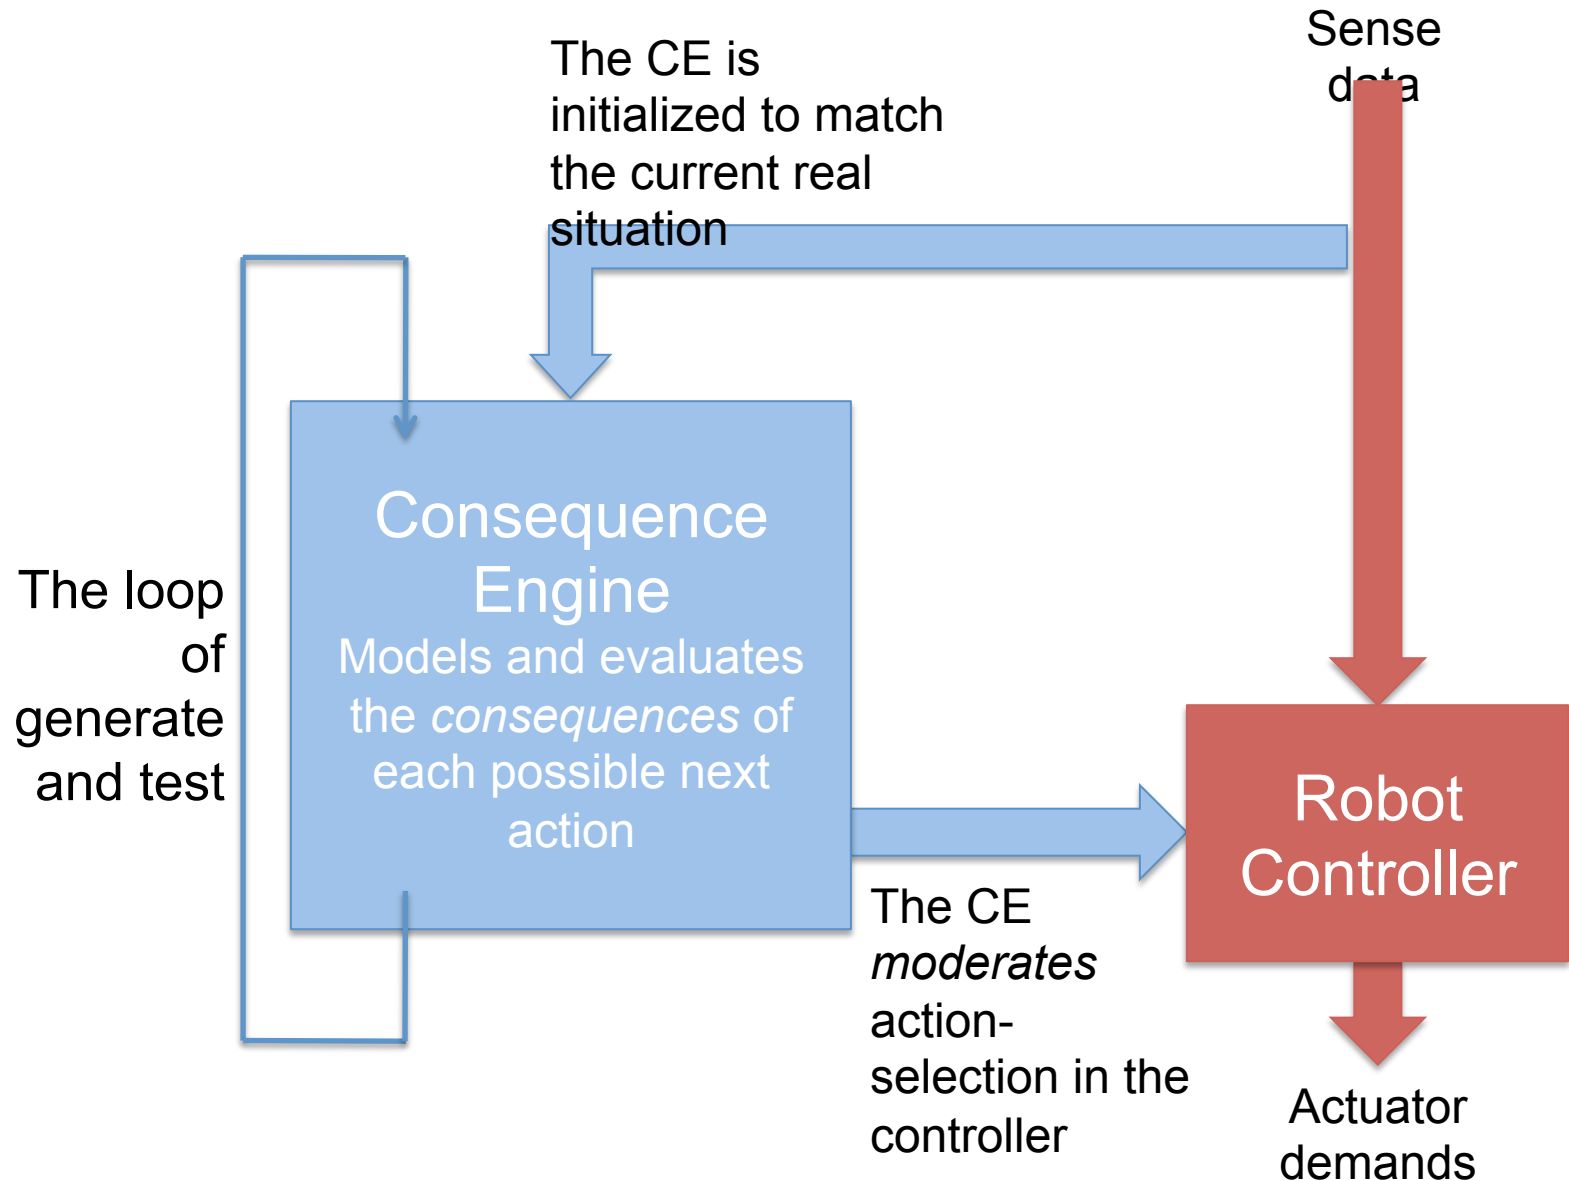 Sense
data
The CE is
initialized to match
the current real
situation
The loop
of
generate
and test
Consequence
Engine
Models and evaluates
the consequences of
each possible next
action
Robot
Controller
The CE
moderates
action-
selection in the
controller
Actuator
demands